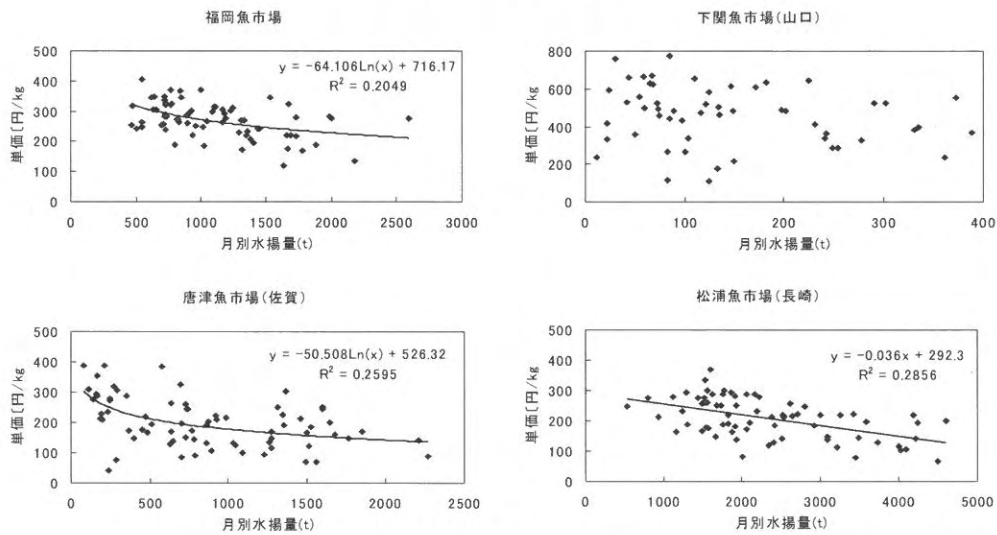 福岡魚市場
500
400
300
200
100
0
単価[円/kg]
y = -64.106Ln(x) + 716.17
R² = 0.2049
0 500 1000 1500 2000 2500 3000
月別水揚量(t)
下関魚市場(山口)
800
600
400
200
0
単価[円/kg]
0 100 200 300 400
月別水揚量(t)
唐津魚市場(佐賀)
500
400
300
200
100
0
単価[円/kg]
y = -50.508Ln(x) + 526.32
R² = 0.2595
0 500 1000 1500 2000 2500
月別水揚量(t)
松浦魚市場(長崎)
500
400
300
200
100
0
単価[円/kg]
y = -0.036x + 292.3
R² = 0.2856
0 1000 2000 3000 4000 5000
月別水揚量(t)